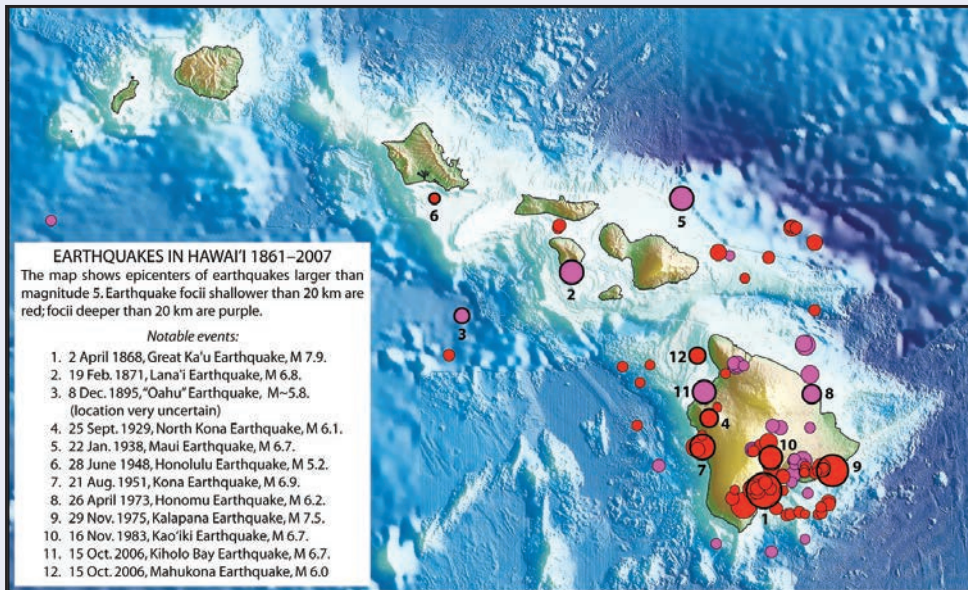 EARTHQUAKES IN HAWAI'I 1861–2007
The map shows epicenters of earthquakes larger than
magnitude 5. Earthquake focii shallower than 20 km are
red; focii deeper than 20 km are purple.
Notable events:
1. 2 April 1868, Great Ka'u Earthquake, M 7.9.
2. 19 Feb. 1871, Lana'i Earthquake, M 6.8.
3. 8 Dec. 1895, "Oahu" Earthquake, M~5.8.
(location very uncertain)
4. 25 Sept. 1929, North Kona Earthquake, M 6.1.
5. 22 Jan. 1938, Maui Earthquake, M 6.7.
6. 28 June 1948, Honolulu Earthquake, M 5.2.
7. 21 Aug. 1951, Kona Earthquake, M 6.9.
8. 26 April 1973, Honomu Earthquake, M 6.2.
9. 29 Nov. 1975, Kalapana Earthquake, M 7.5.
10. 16 Nov. 1983, Kao'iki Earthquake, M 6.7.
11. 15 Oct. 2006, Kiholo Bay Earthquake, M 6.7.
12. 15 Oct. 2006, Mahukona Earthquake, M 6.0
6
5
2
3
12
11
8
4
10
7
9
1